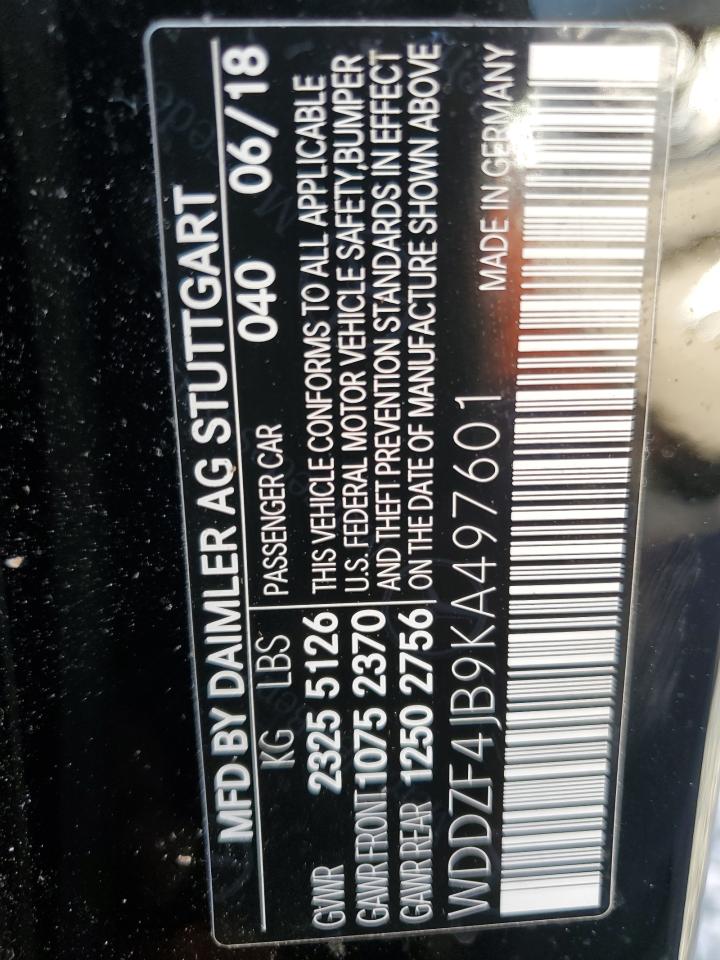 MFD BY DAIMLER AG STUTTGART
KG LBS 040 06/18
PASSENGER CAR
GVWR 2325 5126 THIS VEHICLE CONFORMS TO ALL APPLICABLE
GAWR FRONT 1075 2370 U.S. FEDERAL MOTOR VEHICLE SAFETY,BUMPER
GAWR REAR 1250 2756 AND THEFT PREVENTION STANDARDS IN EFFECT
ON THE DATE OF MANUFACTURE SHOWN ABOVE
WDDZF4JB9KA497601 MADE IN GERMANY